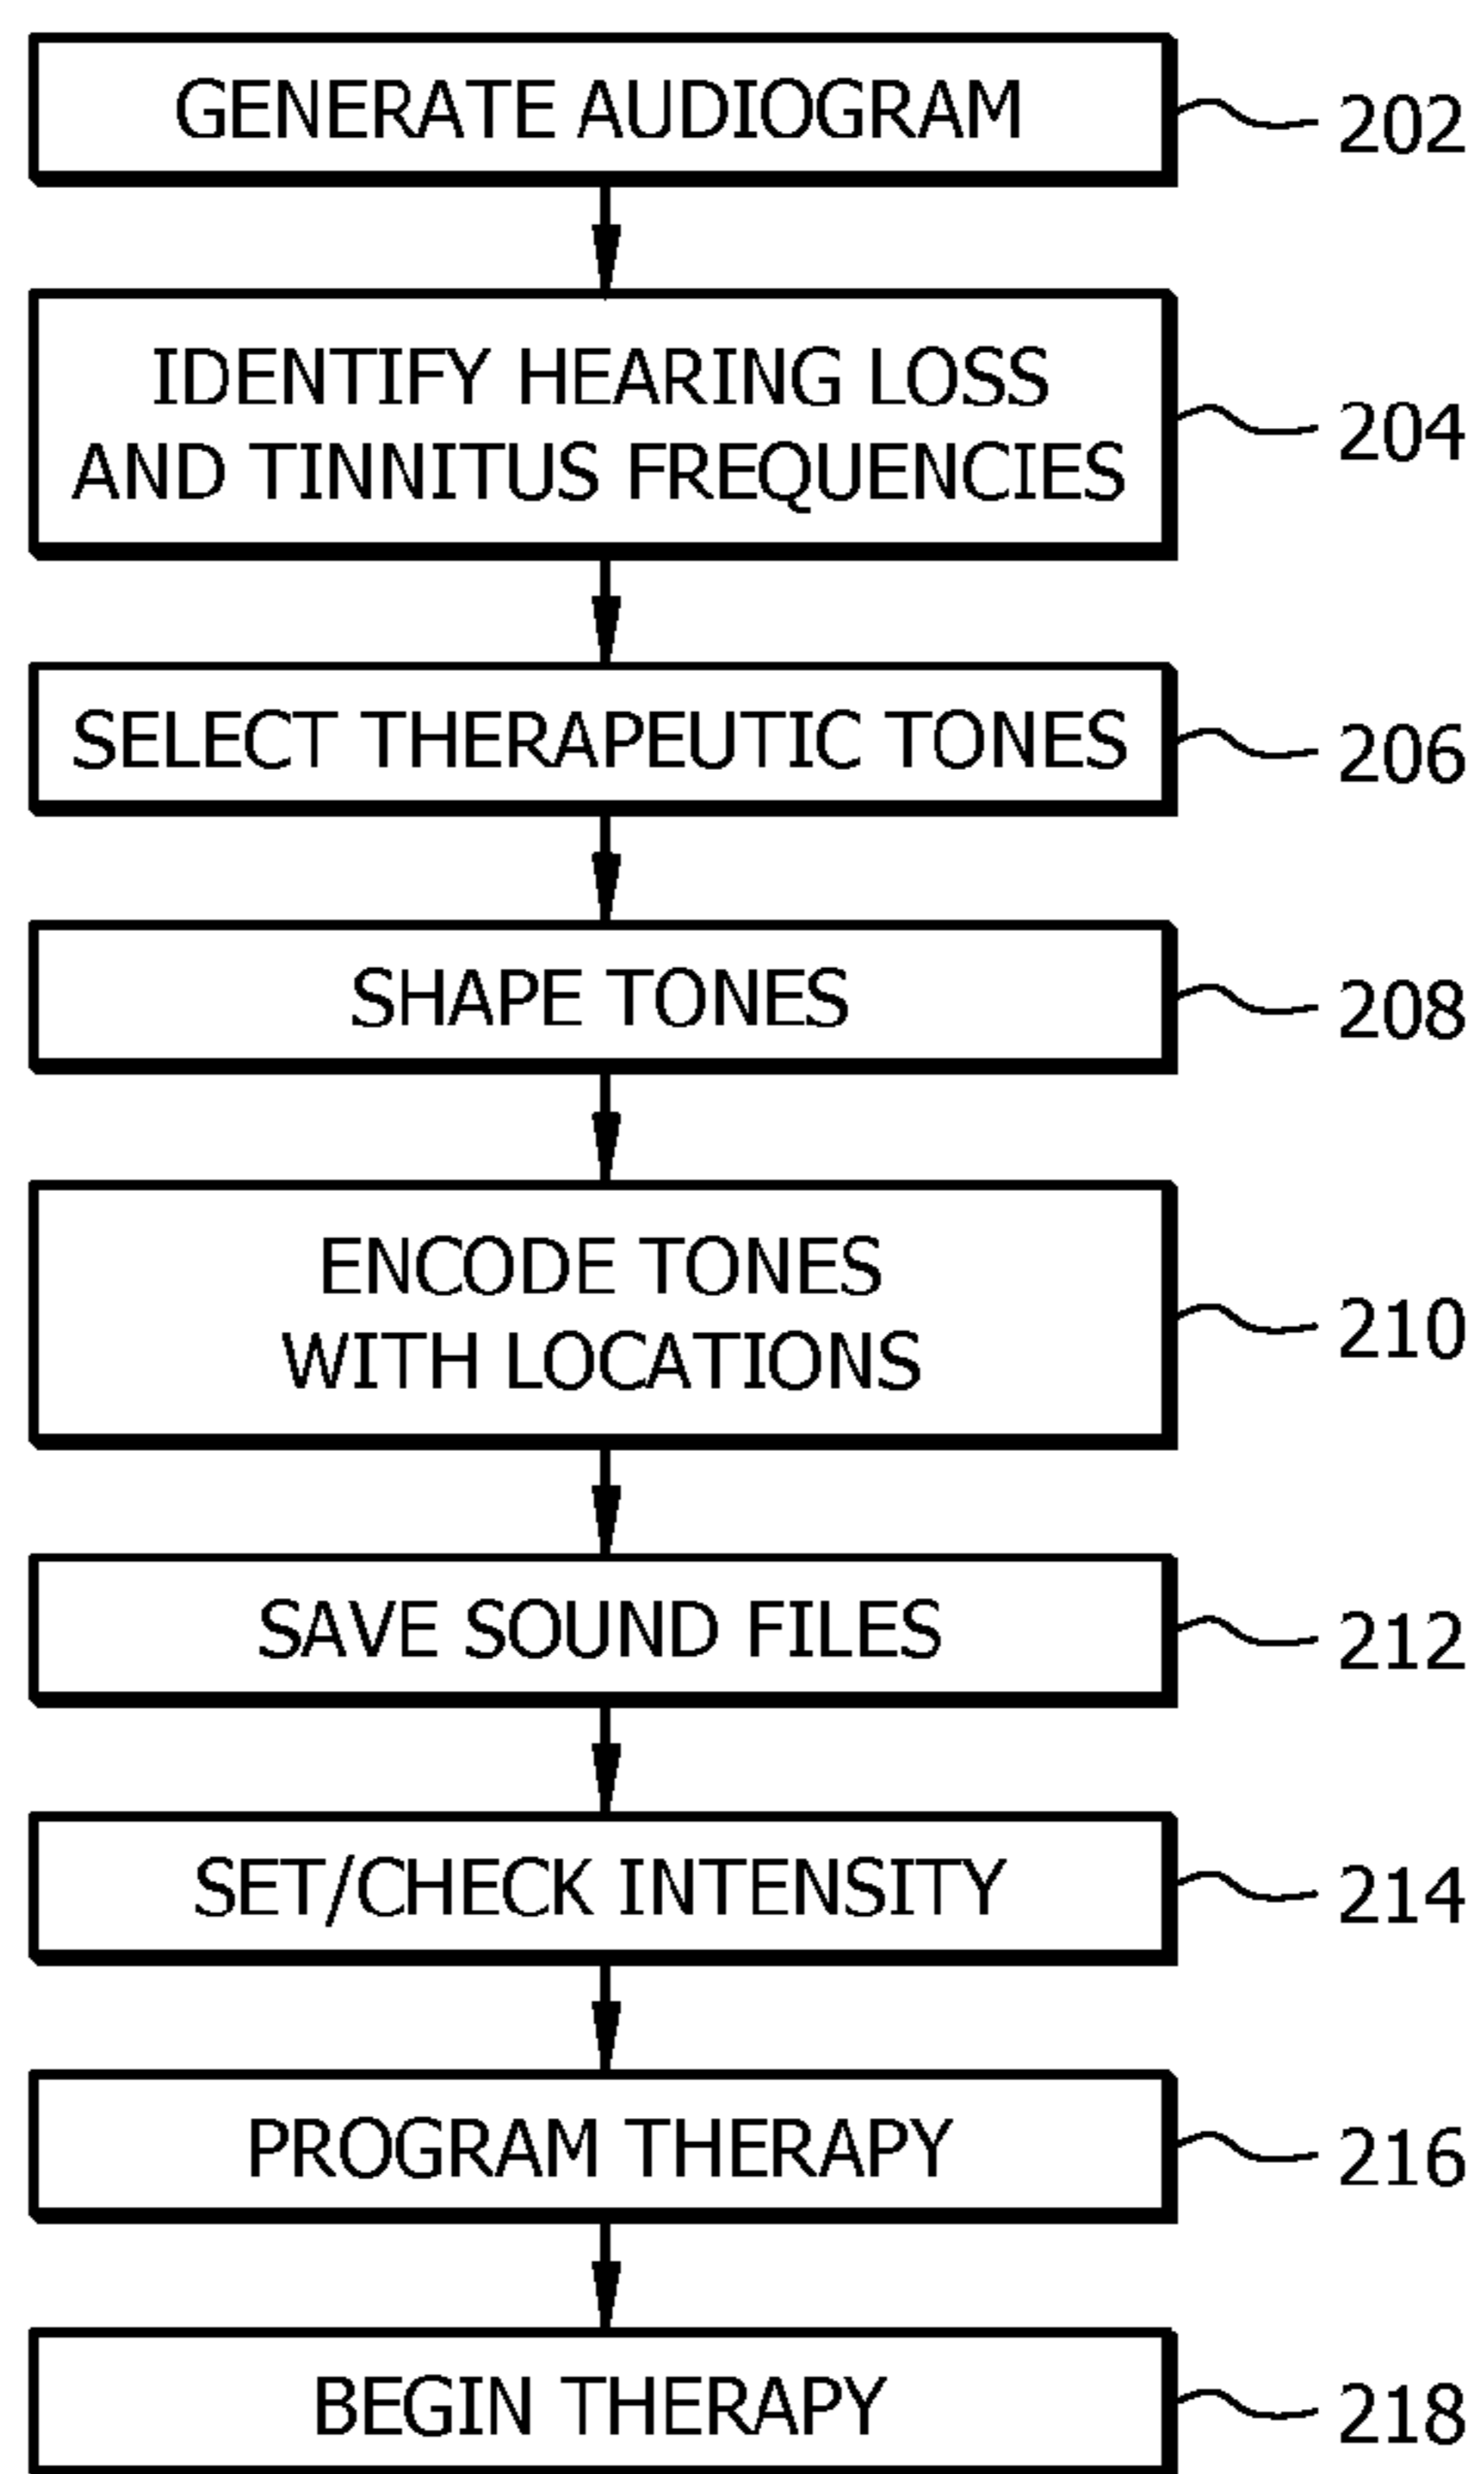 GENERATE AUDIOGRAM
202
IDENTIFY HEARING LOSS
AND TINNITUS FREQUENCIES
204
SELECT THERAPEUTIC TONES
206
SHAPE TONES
208
ENCODE TONES
WITH LOCATIONS
210
SAVE SOUND FILES
212
SET/CHECK INTENSITY
214
PROGRAM THERAPY
216
BEGIN THERAPY
218